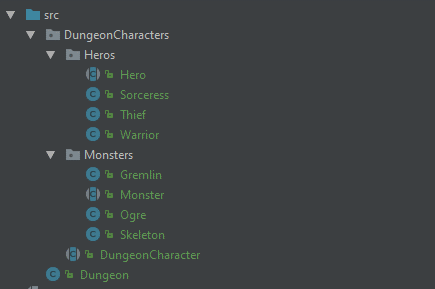 src
DungeonCharacters
Heros
Hero
Sorceress
Thief
Warrior
Monsters
Gremlin
Monster
Ogre
Skeleton
DungeonCharacter
Dungeon